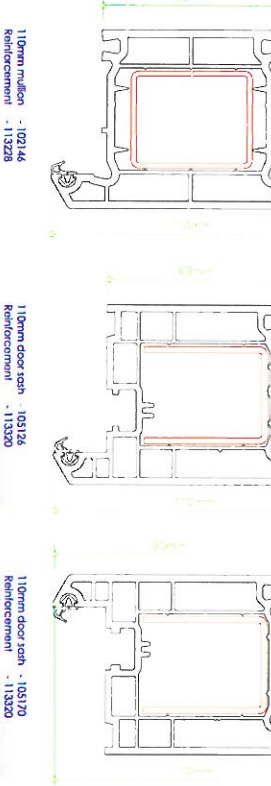 110mm mullion - 102146
Reinforcement - 113228
110mm door sash - 105126
Reinforcement - 113320
110mm door sash - 105170
Reinforcement - 113320